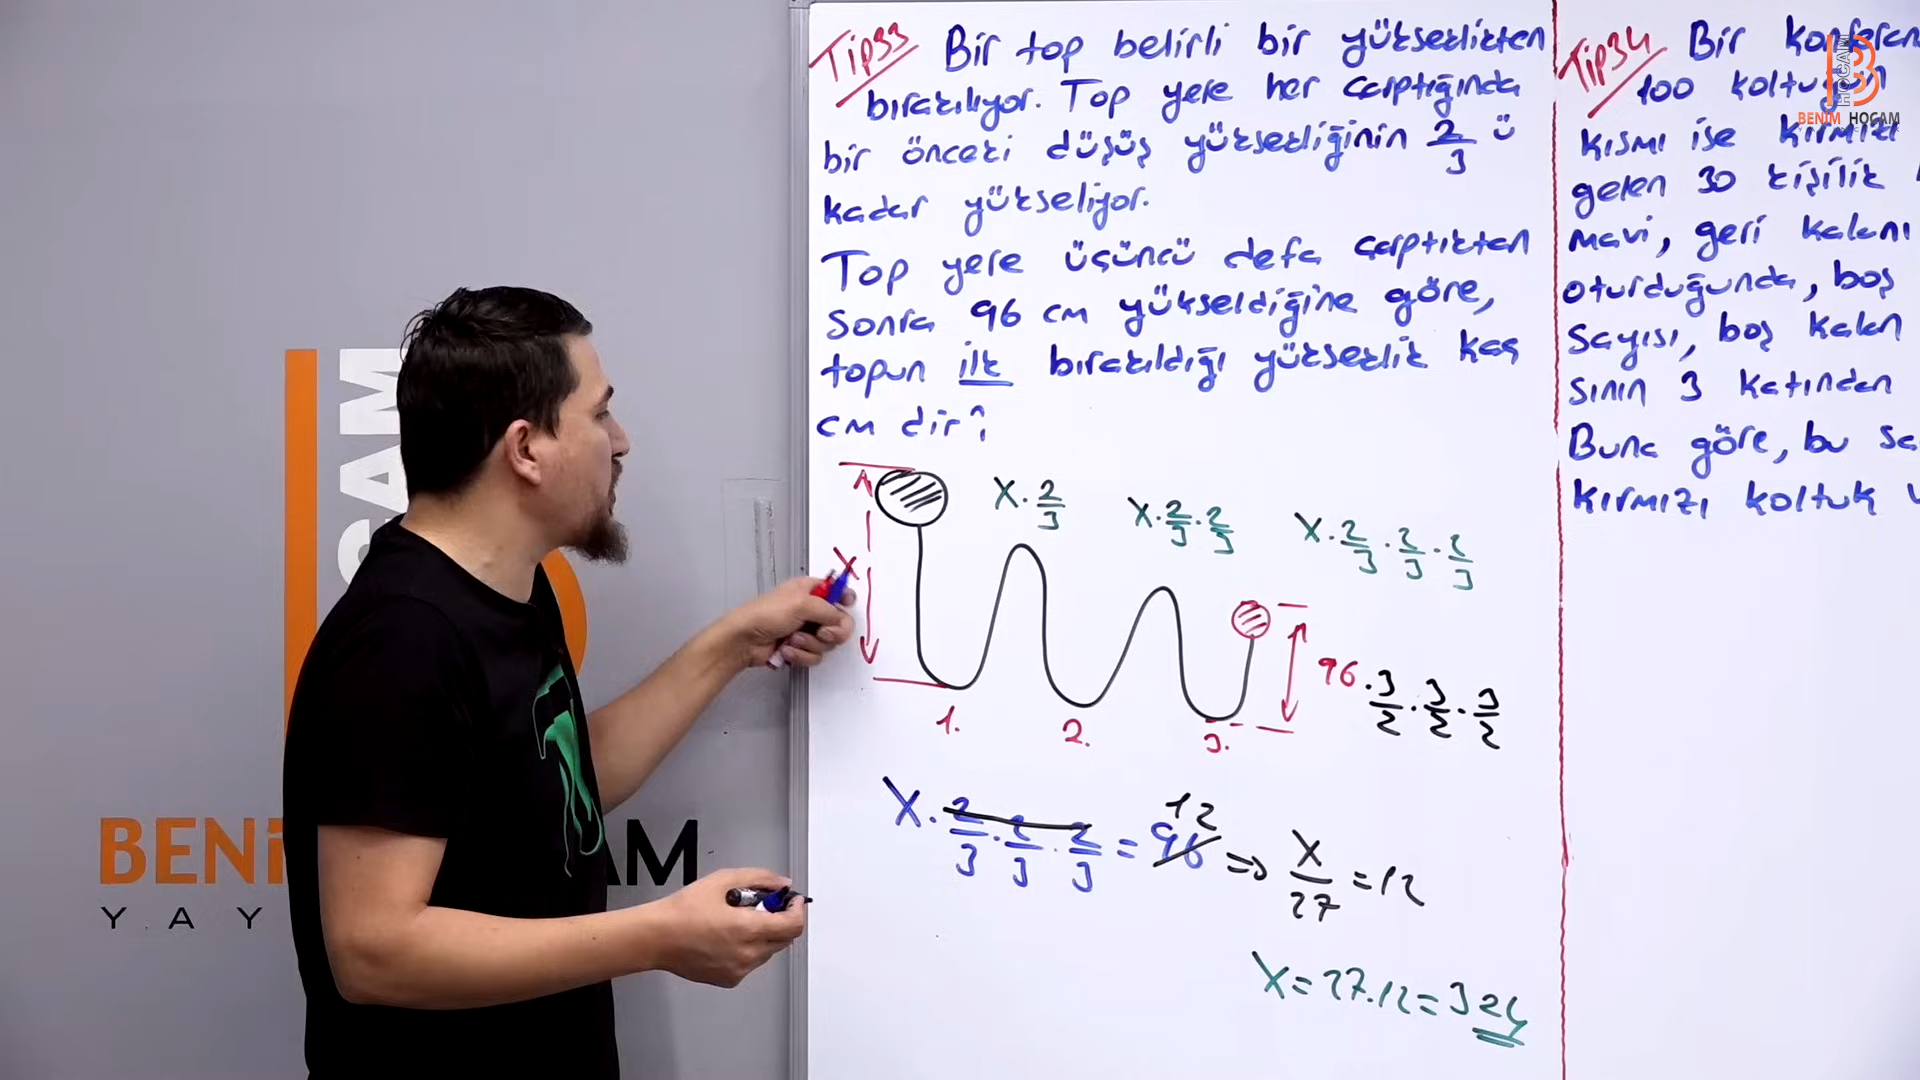 Tip33 Bir top belirli bir yükseklikten
bırakılıyor. Top yere her çarptığında
bir önceki düşüş yüksekliğinin 2/3 ü
kadar yükseliyor.
Top yere üçüncü defa çarptıktan
sonra 96 cm yükseldiğine göre,
topun ilk bırakıldığı yükseklik kaç
cm dir?
X · 2/3
X · 2/3 · 2/3
X · 2/3 · 2/3 · 2/3
X
96 · 3/2 · 3/2 · 3/2
1.
2.
3.
X · 2/3 · 2/3 · 2/3 = 96 12 => X/27 = 12
X = 27.12 = 324
Tip34 Bir
100
kısmı ise kırmızı
gelen 30 kişilik
mavi, geri kalanı
oturduğunda, boş
sayısı, boş kalan
sının 3 katından
Buna göre, bu
kırmızı koltuk
HOCAM
BENİM HOCAM
BENİ
AM
Y A Y